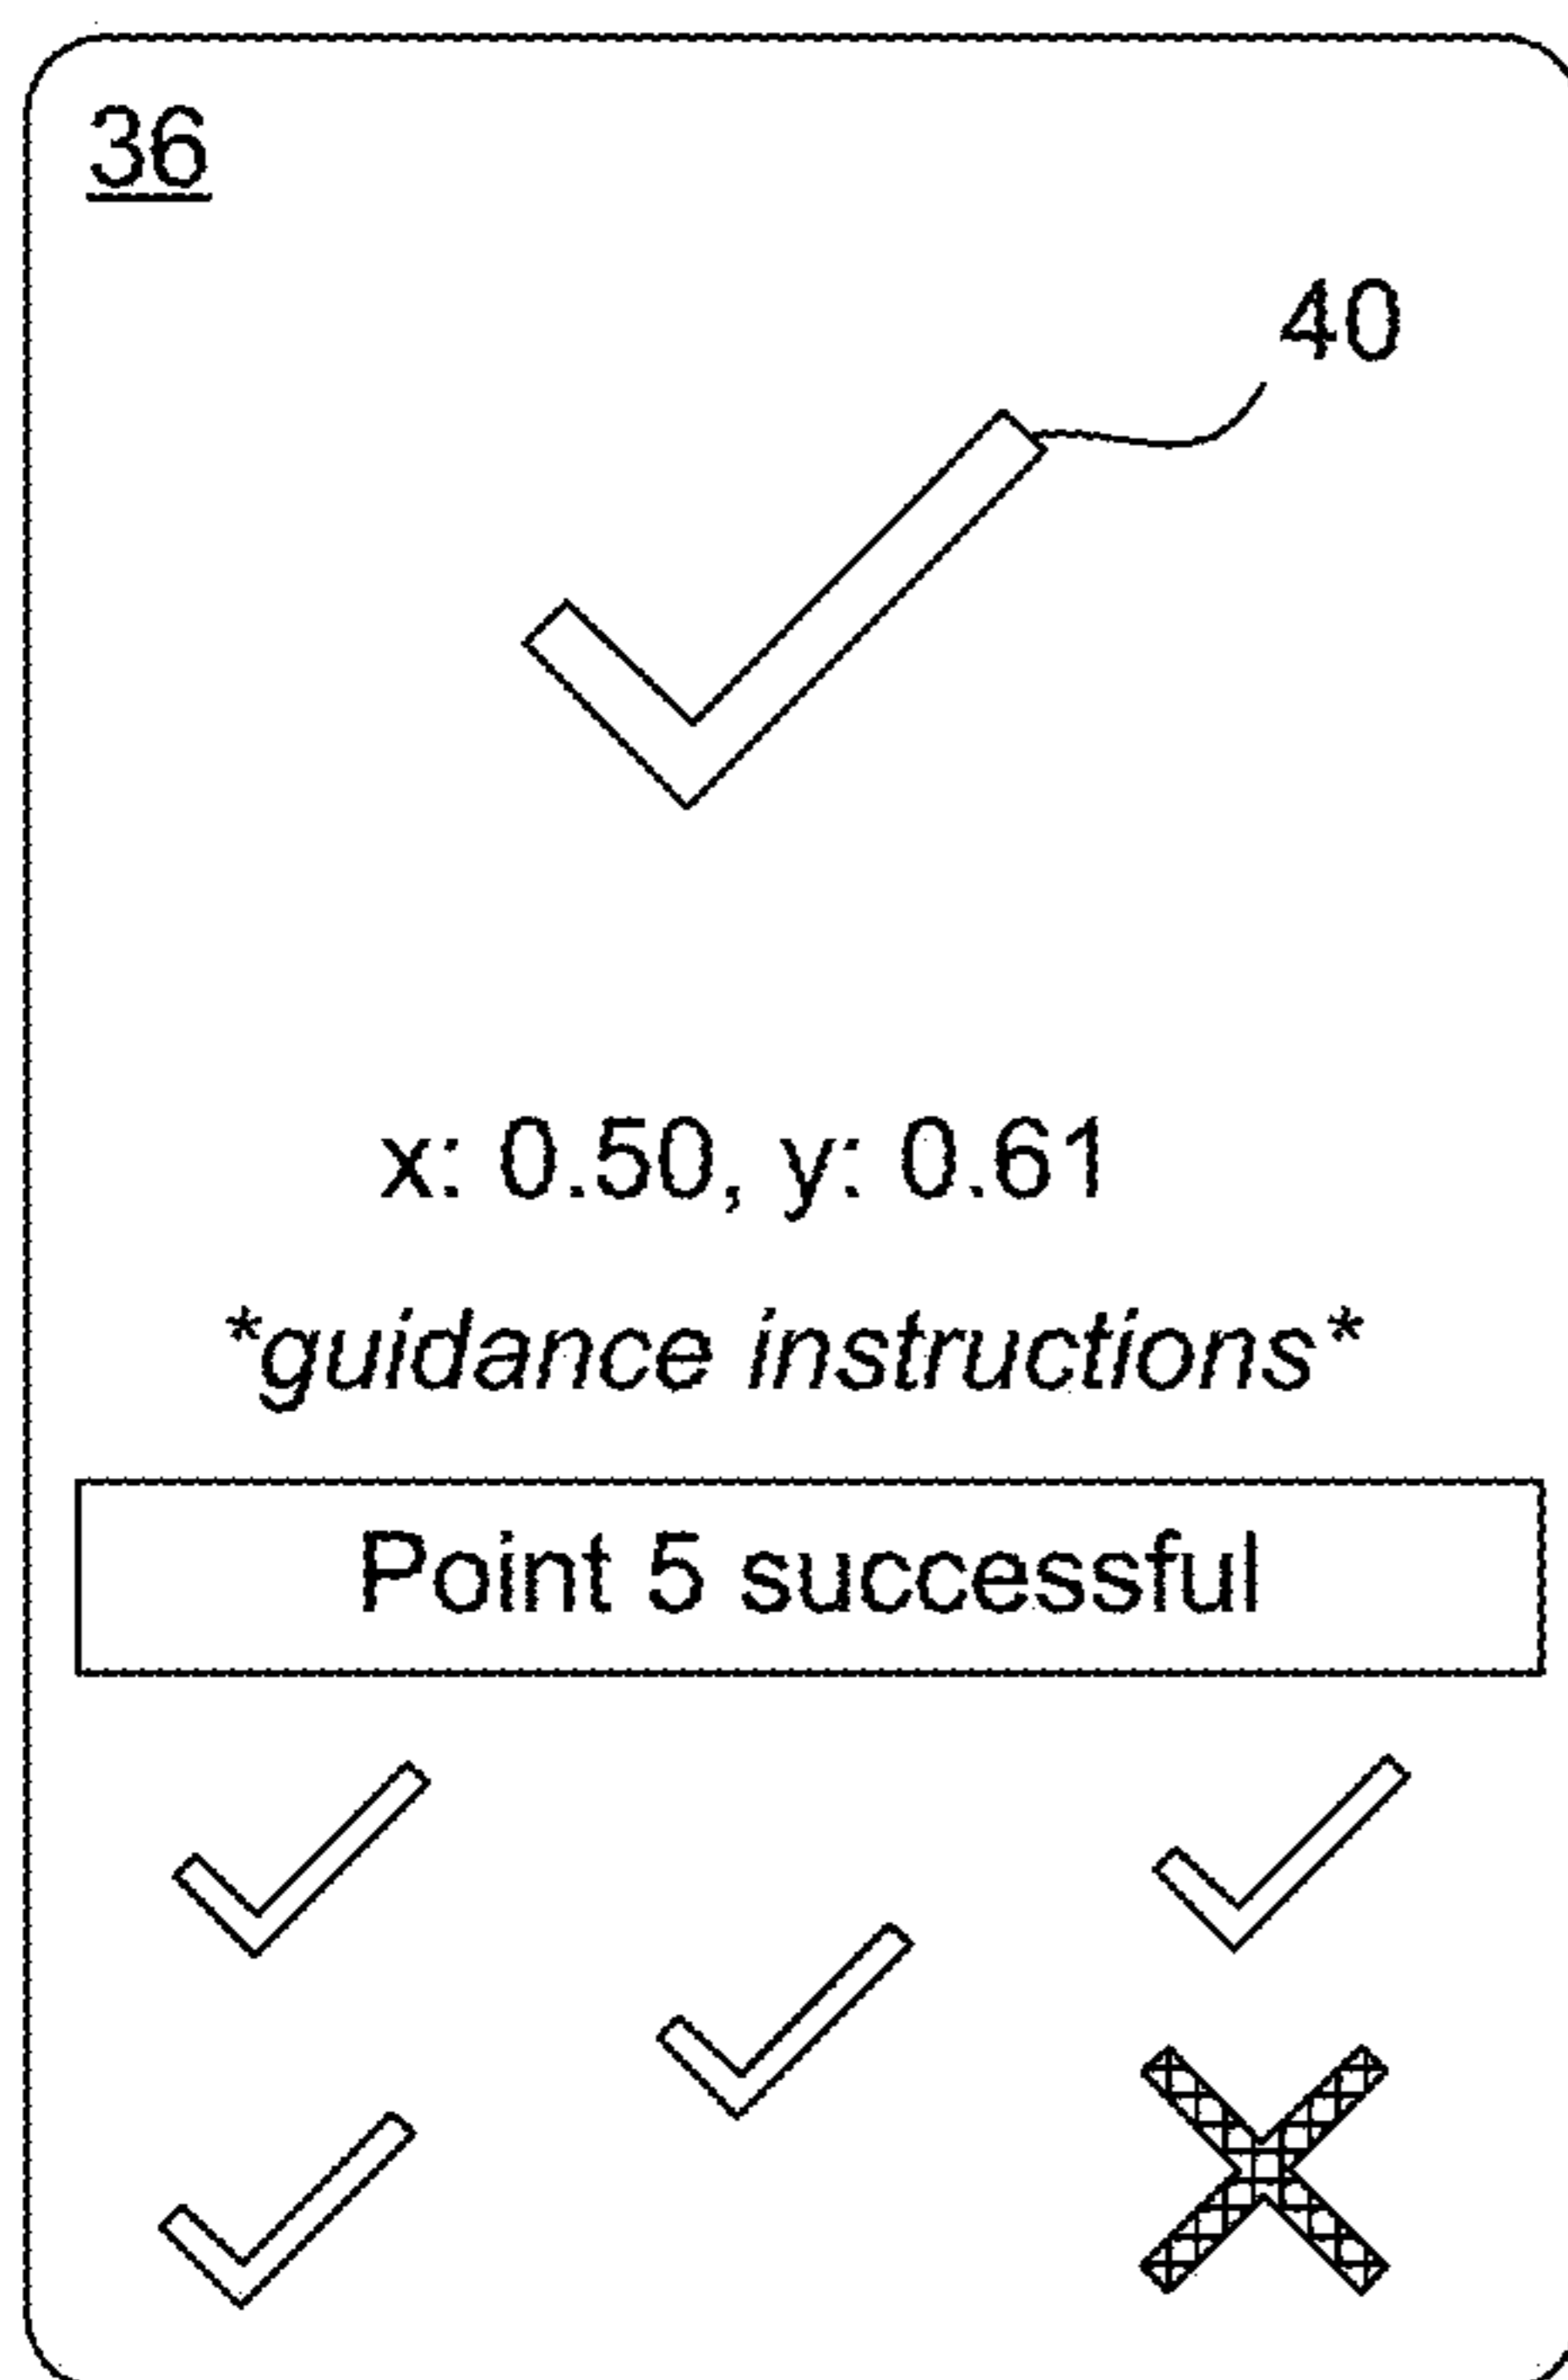 36
40
x: 0.50, y: 0.61
*guidance instructions*
Point 5 successful